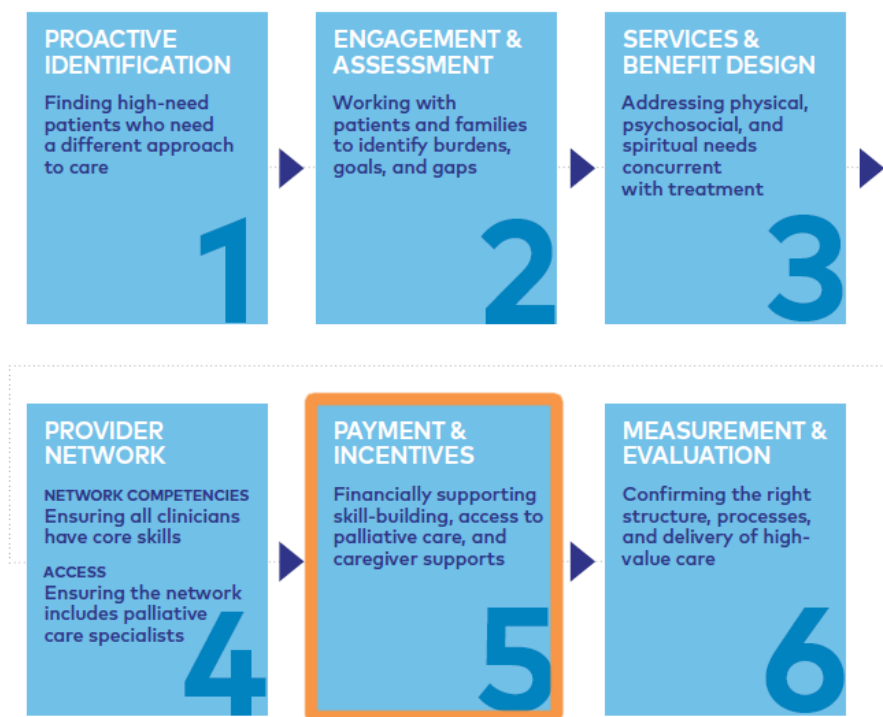 PROACTIVE
IDENTIFICATION
Finding high-need
patients who need
a different approach
to care
1
ENGAGEMENT &
ASSESSMENT
Working with
patients and families
to identify burdens,
goals, and gaps
2
SERVICES &
BENEFIT DESIGN
Addressing physical,
psychosocial, and
spiritual needs
concurrent
with treatment
3
PROVIDER
NETWORK
NETWORK COMPETENCIES
Ensuring all clinicians
have core skills
ACCESS
Ensuring the network
includes palliative
care specialists
4
PAYMENT &
INCENTIVES
Financially supporting
skill-building, access to
palliative care, and
caregiver supports
5
MEASUREMENT &
EVALUATION
Confirming the right
structure, processes,
and delivery of high-
value care
6